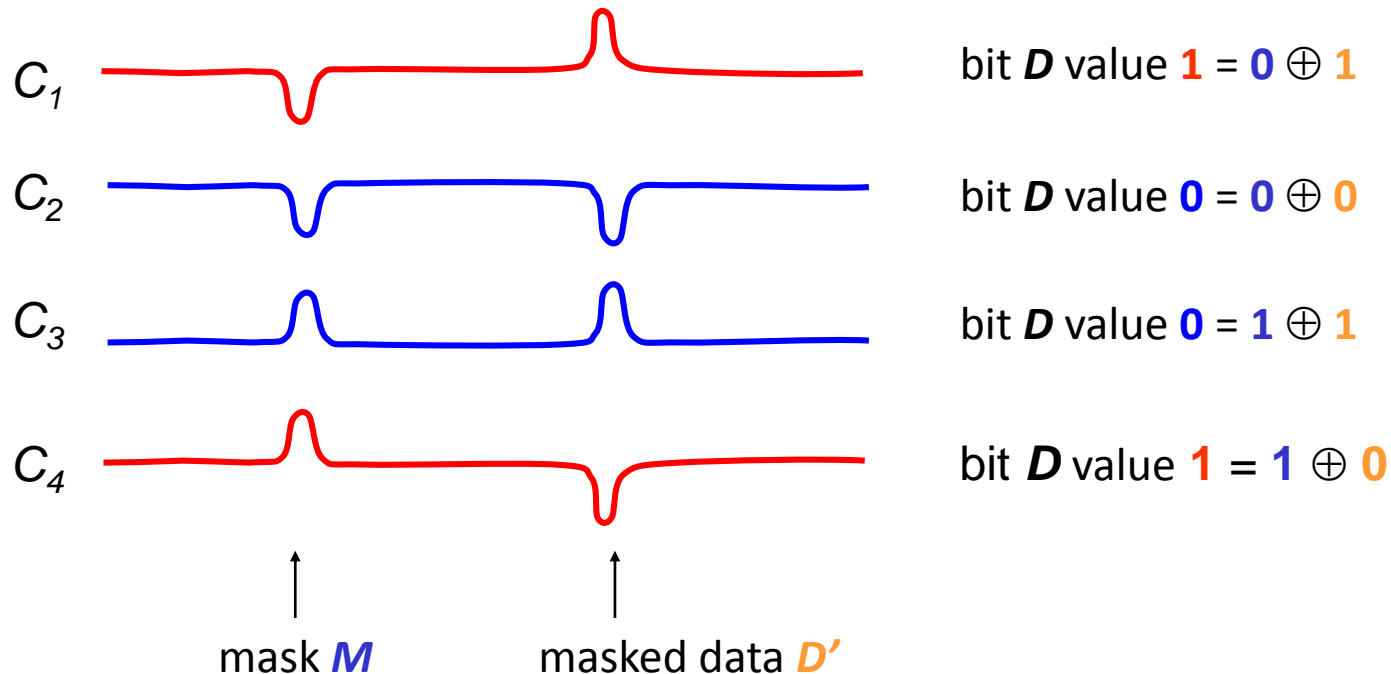 C₁ bit D value 1 = 0 ⊕ 1
C₂ bit D value 0 = 0 ⊕ 0
C₃ bit D value 0 = 1 ⊕ 1
C₄ bit D value 1 = 1 ⊕ 0
mask M masked data D’